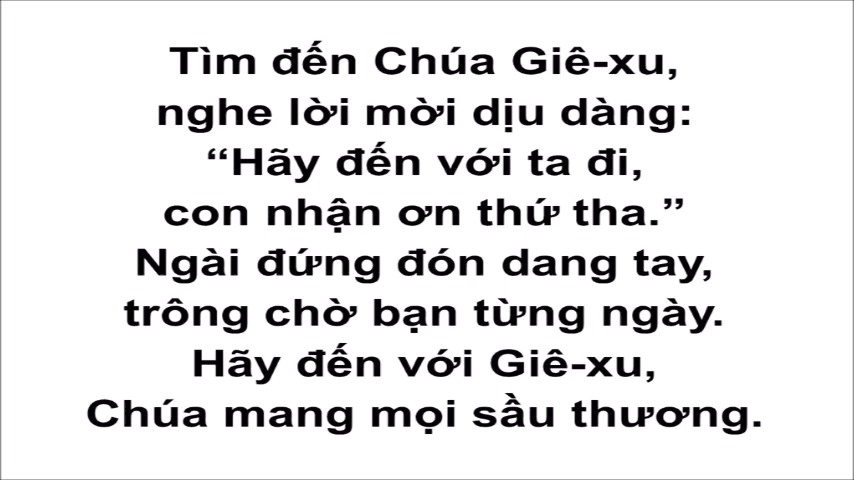 Tìm đến Chúa Giê-xu,
nghe lời mời dịu dàng:
“Hãy đến với ta đi,
con nhận ơn thứ tha.”
Ngài đứng đón dang tay,
trông chờ bạn từng ngày.
Hãy đến với Giê-xu,
Chúa mang mọi sầu thương.